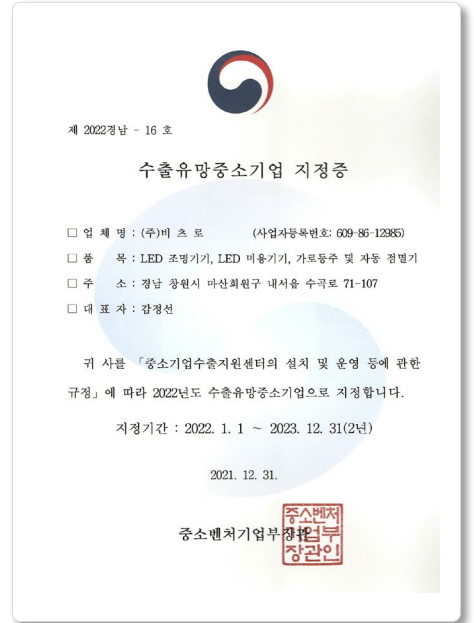 제 2022경남 - 16 호
수출유망중소기업 지정증
□ 업 체 명 : (주)비 츠 로 (사업자등록번호: 609-86-12985)
□ 품 목 : LED 조명기기, LED 미용기기, 가로등주 및 자동 점멸기
□ 주 소 : 경남 창원시 마산회원구 내서읍 수곡로 71-107
□ 대 표 자 : 감정선
귀 사를 「중소기업수출지원센터의 설치 및 운영 등에 관한
규정」에 따라 2022년도 수출유망중소기업으로 지정합니다.
지정기간 : 2022. 1. 1 ~ 2023. 12. 31(2년)
2021. 12. 31.
중소벤처기업부장관
중소벤처
기업부
장관인